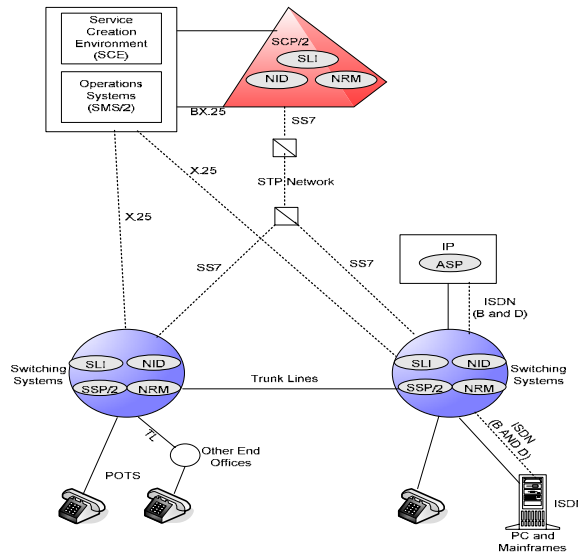 Service
Creation
Environment
(SCE)
SCP/2
SLI
NID
NRM
Operations
Systems
(SMS/2)
BX.25
SS7
X.25
STP Network
X.25
SS7
SS7
IP
ASP
ISDN
(B and D)
Switching
Systems
SLI
NID
SSP/2
NRM
Trunk Lines
SLI
NID
SSP/2
NRM
Switching
Systems
TL
Other End
Offices
POTS
ISDN
(B AND D)
ISDI
PC and
Mainframes